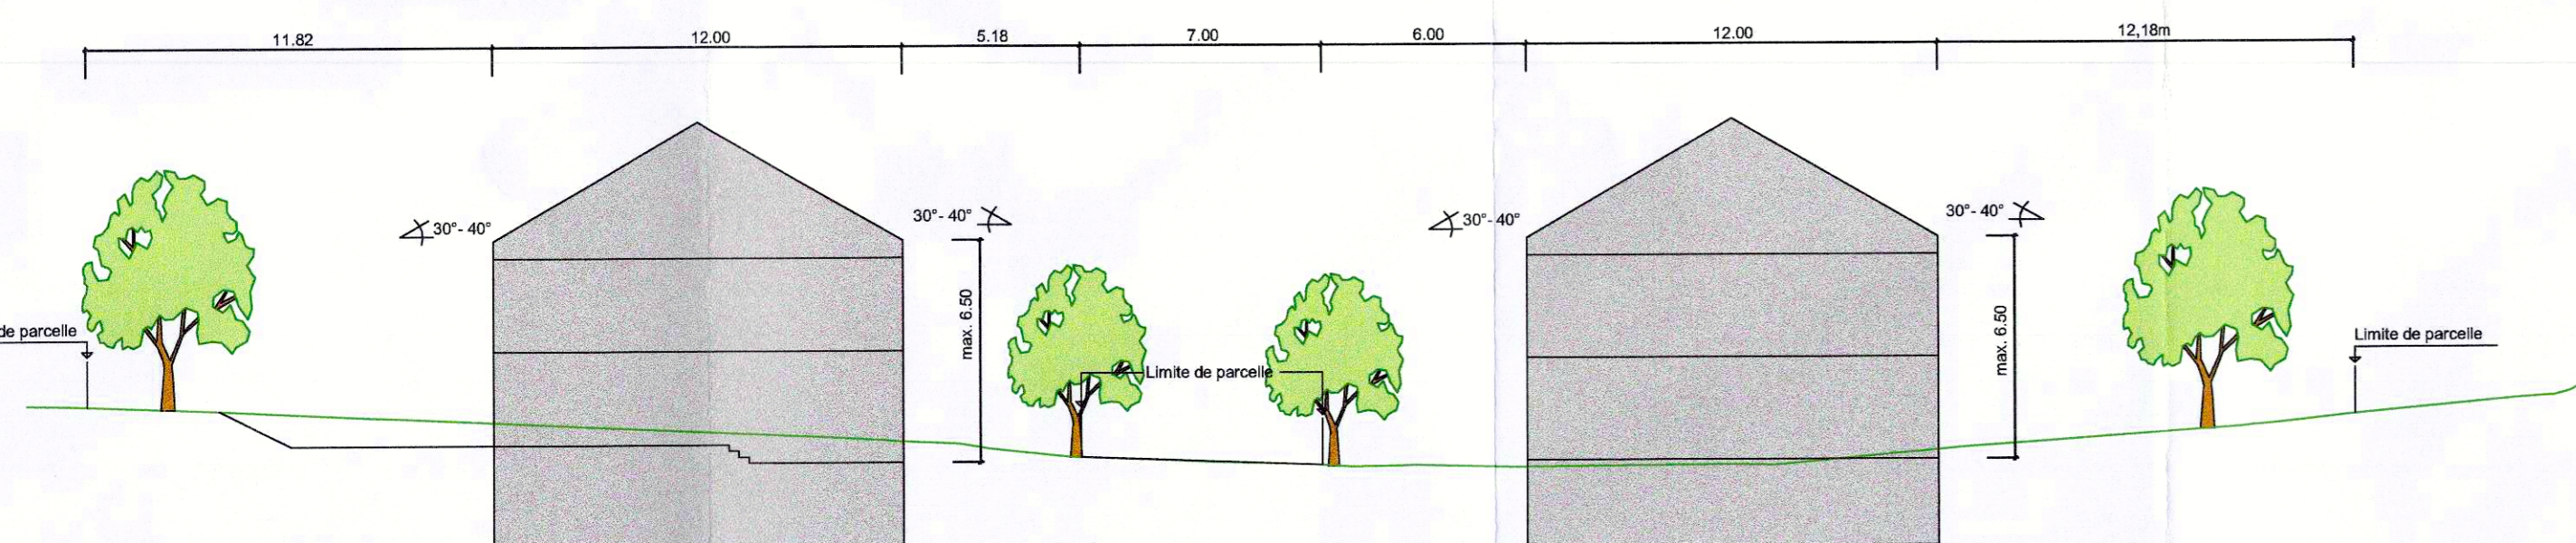 11.82 12.00 5.18 7.00 6.00 12.00 12,18m
30°- 40° 30°- 40° 30°- 40° 30°- 40°
max. 6.50 max. 6.50
de parcelle Limite de parcelle Limite de parcelle